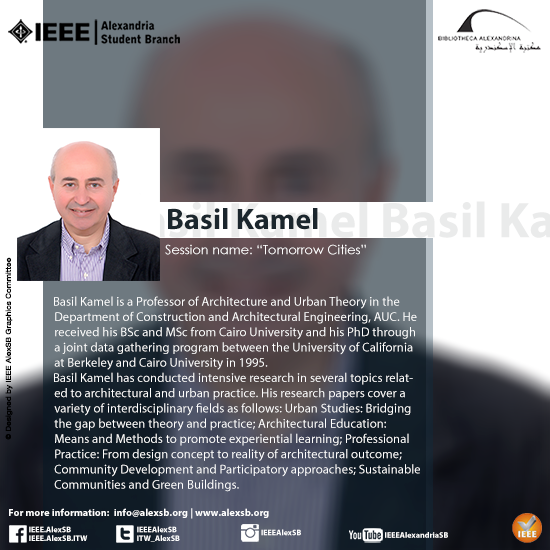 IEEE Alexandria
Student Branch
BIBLIOTHECA ALEXANDRINA
مكتبة الإسكندرية
Basil Kamel Basil Ka
Basil Kamel
Session name: “Tomorrow Cities”
Basil Kamel is a Professor of Architecture and Urban Theory in the
Department of Construction and Architectural Engineering, AUC. He
received his BSc and MSc from Cairo University and his PhD through
a joint data gathering program between the University of California
at Berkeley and Cairo University in 1995.
Basil Kamel has conducted intensive research in several topics relat-
ed to architectural and urban practice. His research papers cover a
variety of interdisciplinary fields as follows: Urban Studies: Bridging
the gap between theory and practice; Architectural Education:
Means and Methods to promote experiential learning; Professional
Practice: From design concept to reality of architectural outcome;
Community Development and Participatory approaches; Sustainable
Communities and Green Buildings.
© Designed by IEEE AlexSB Graphics Committee
For more information: info@alexsb.org | www.alexsb.org
IEEE.AlexSB
IEEE.AlexSB.ITW
IEEEAlexSB
ITW_AlexSB
IEEEAlexSB
YouTube IEEEAlexandriaSB
IEEE